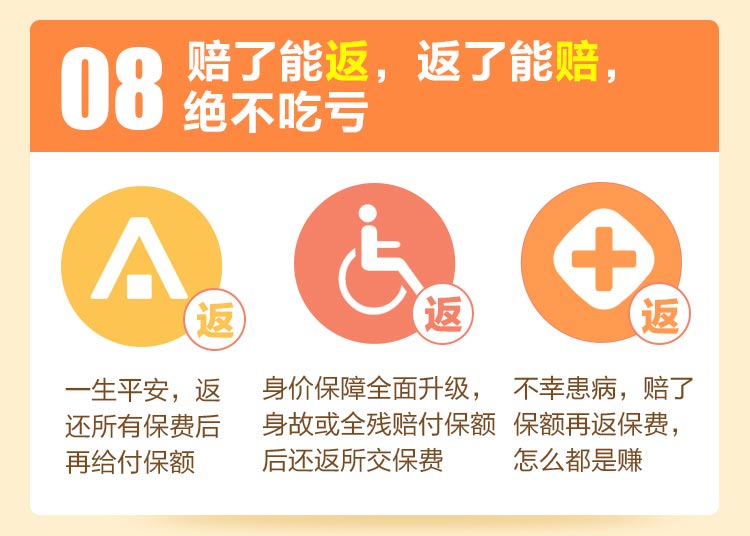 08
赔了能返，返了能赔，
绝不吃亏
返
返
返
一生平安，返
还所有保费后
再给付保额
身价保障全面升级，
身故或全残赔付保额
后还返所交保费
不幸患病，赔了
保额再返保费，
怎么都是赚